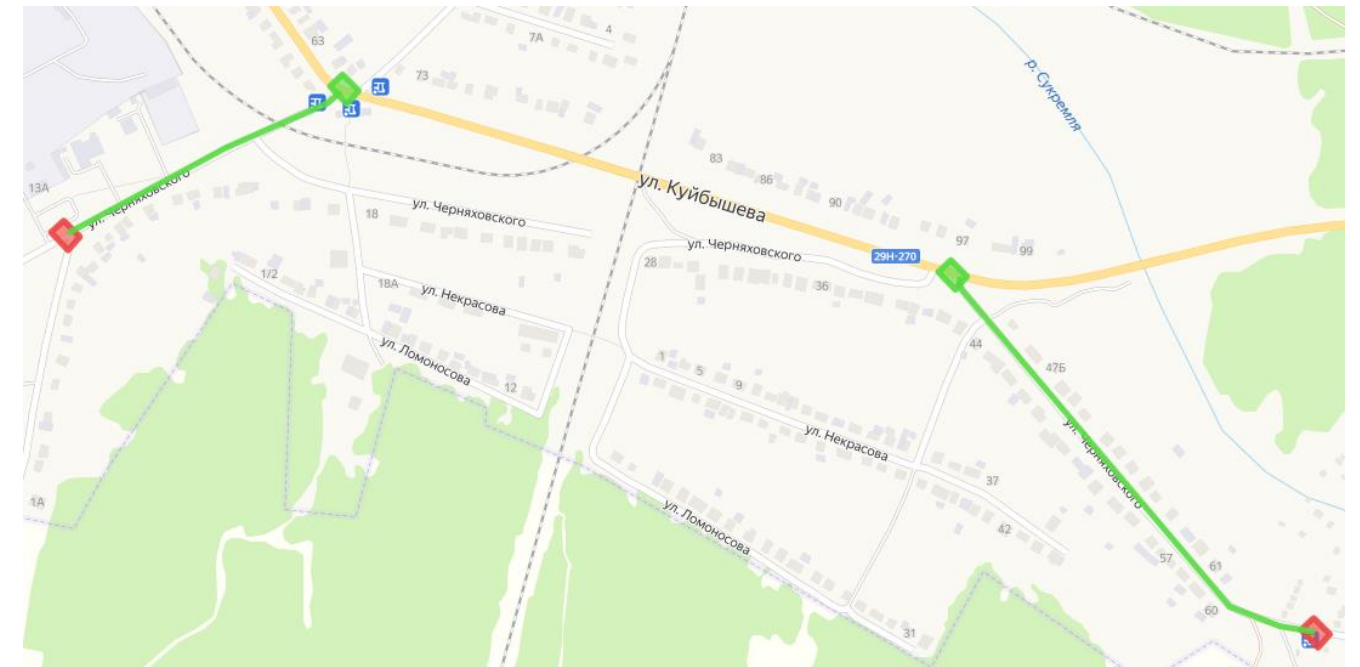 63
7А
4
73
р. Сукремля
13А
ул. Черняховского
83
86
90
ул. Куйбышева
18
ул. Черняховского
97
99
ул. Черняховского
29Н-270
28
36
1/2
18А
ул. Некрасова
ул. Ломоносова
12
44
47Б
1
5
9
ул. Некрасова
ул. Черняховского
37
42
1А
ул. Ломоносова
57
61
60
31